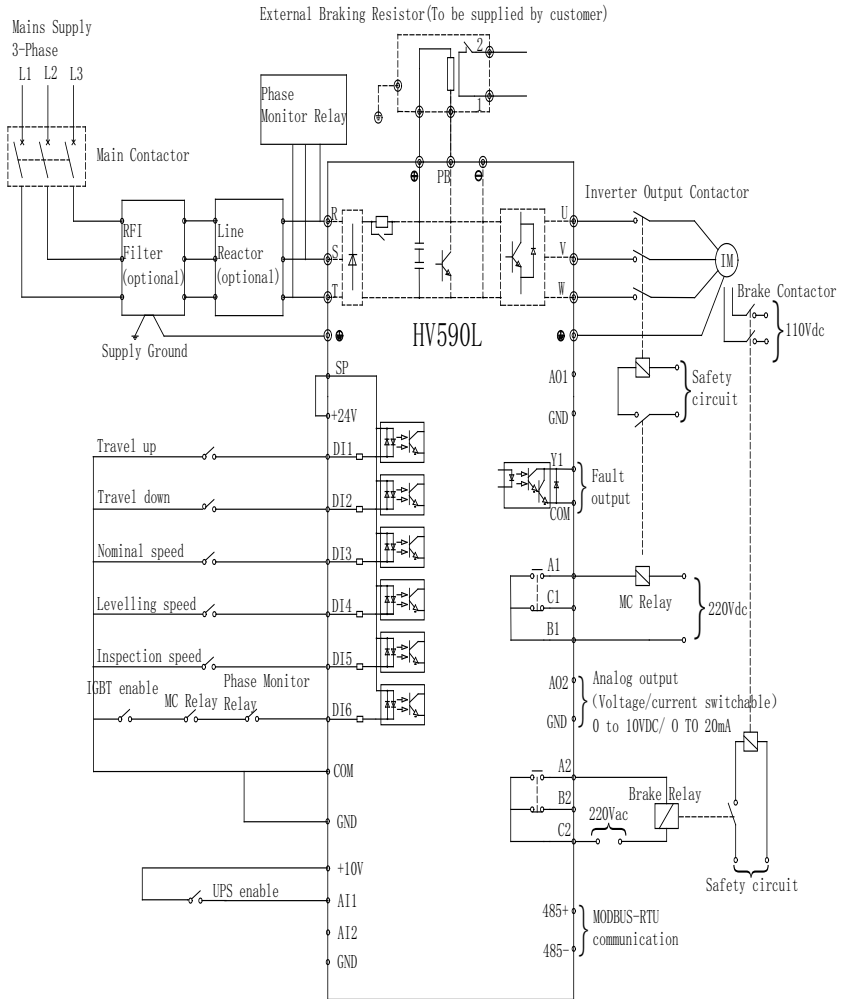 External Braking Resistor(To be supplied by customer)
Mains Supply
3-Phase
L1 L2 L3
2
1
Phase
Monitor Relay
Main Contactor
PB
RFI
Filter
(optional)
Line
Reactor
(optional)
R
S
T
U
V
W
Inverter Output Contactor
IM
Brake Contactor
110Vdc
Supply Ground
HV590L
SP
+24V
AO1
GND
Safety
circuit
Travel up
DI1
Travel down
DI2
Nominal speed
DI3
Levelling speed
DI4
Inspection speed
DI5
IGBT enable
MC Relay
Phase Monitor
Relay
DI6
Y1
COM
Fault
output
A1
C1
B1
MC Relay
220Vdc
AO2
GND
Analog output
(Voltage/current switchable)
0 to 10VDC/ 0 TO 20mA
COM
GND
A2
B2
C2
220Vac
Brake Relay
Safety circuit
+10V
UPS enable
AI1
AI2
GND
485+
485-
MODBUS-RTU
communication